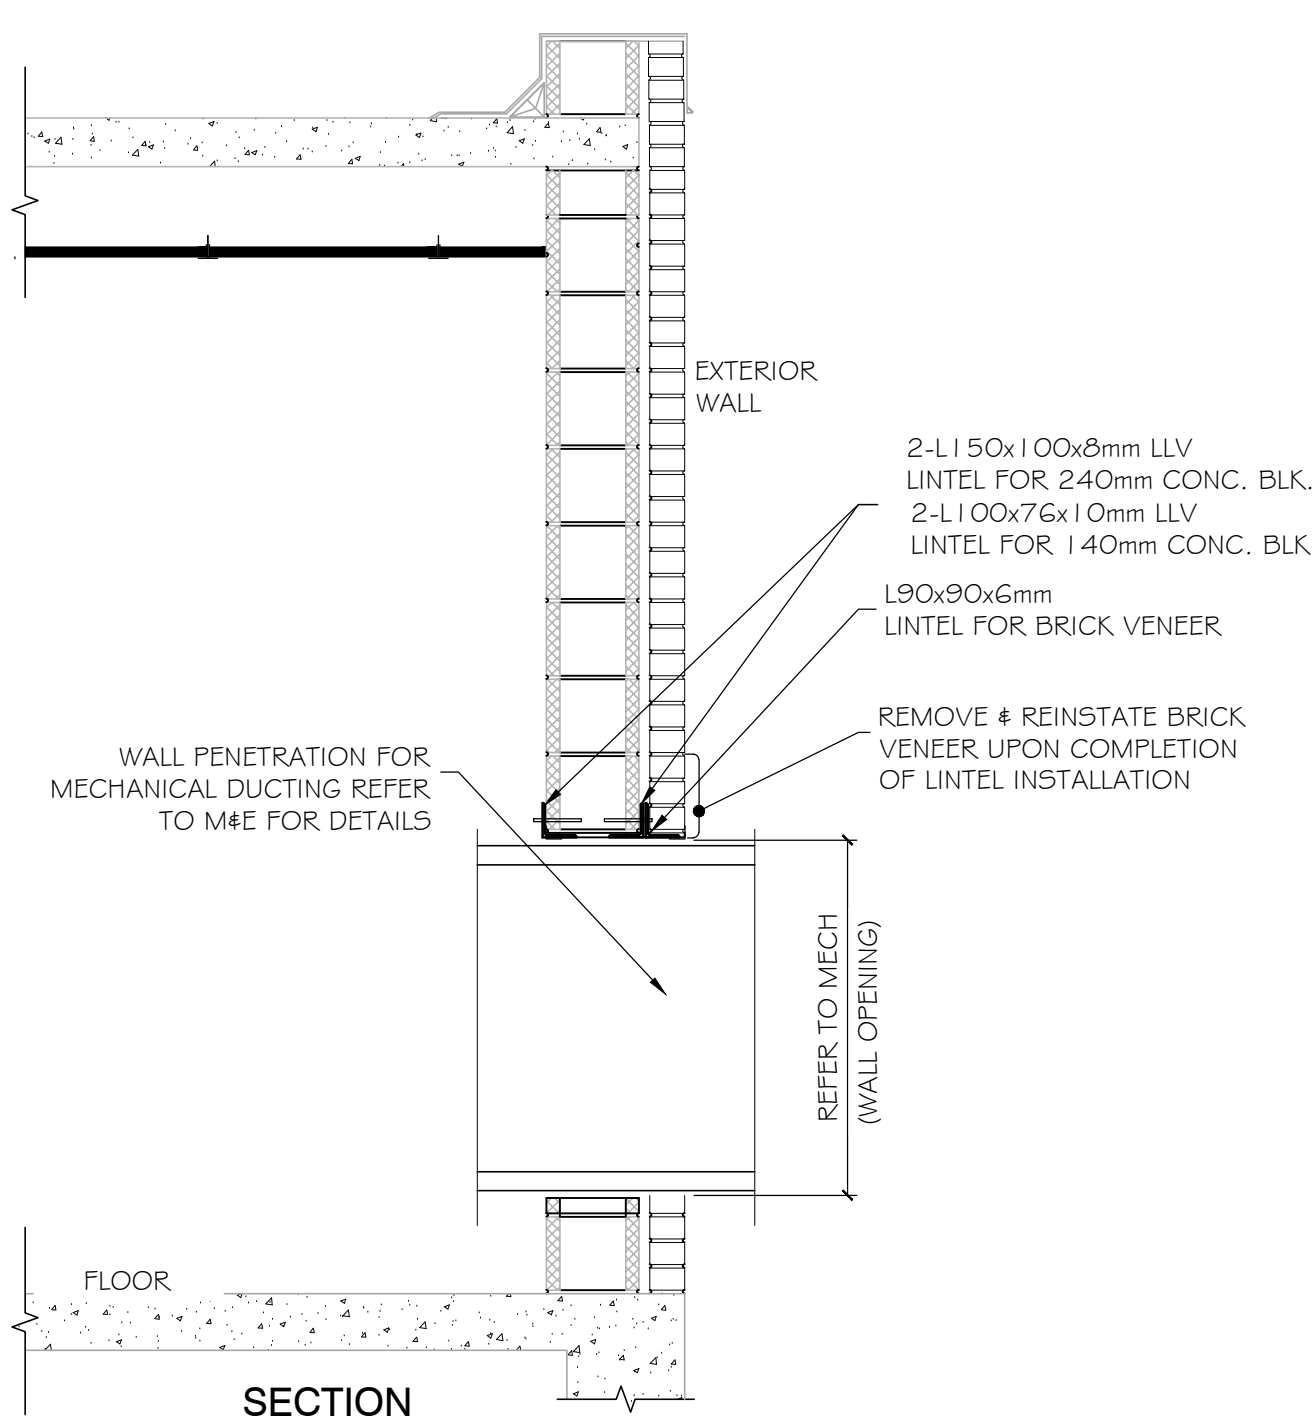 EXTERIOR
WALL
2-L150x100x8mm LLV
LINTEL FOR 240mm CONC. BLK.
2-L100x76x10mm LLV
LINTEL FOR 140mm CONC. BLK
L90x90x6mm
LINTEL FOR BRICK VENEER
REMOVE & REINSTATE BRICK
VENEER UPON COMPLETION
OF LINTEL INSTALLATION
WALL PENETRATION FOR
MECHANICAL DUCTING REFER
TO M&E FOR DETAILS
REFER TO MECH
(WALL OPENING)
FLOOR
SECTION